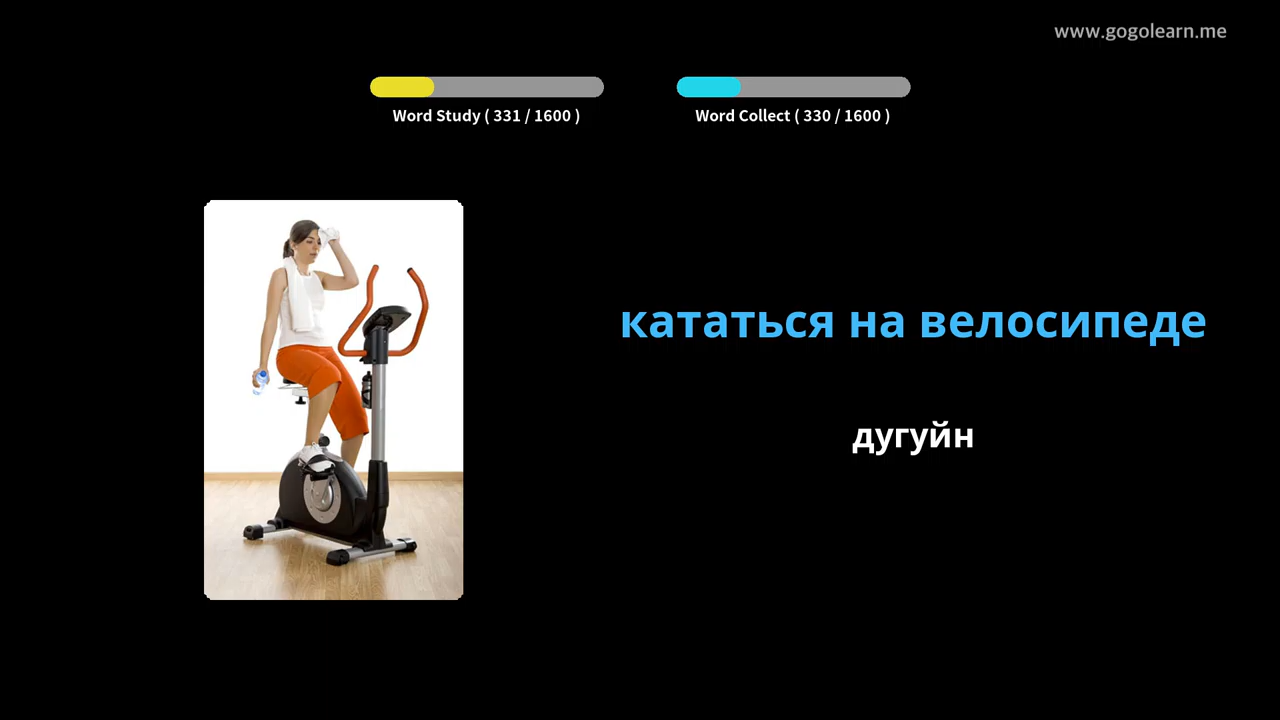 www.gogolearn.me
Word Study ( 331 / 1600 )
Word Collect ( 330 / 1600 )
кататься на велосипеде
дугуйн